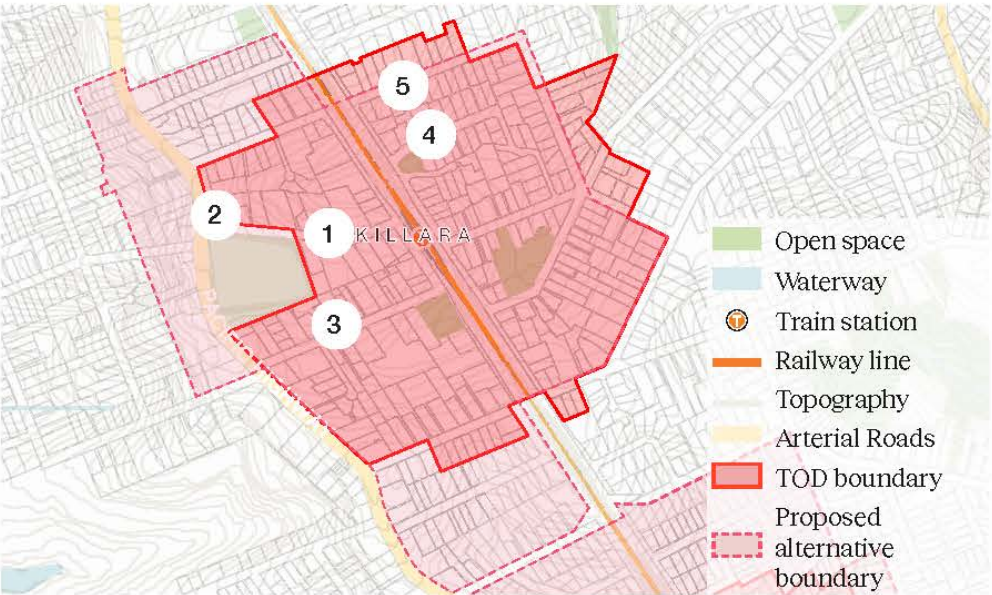 5
4
2
1
KILLARA
3
Open space
Waterway
T
Train station
Railway line
Topography
Arterial Roads
TOD boundary
Proposed
alternative
boundary